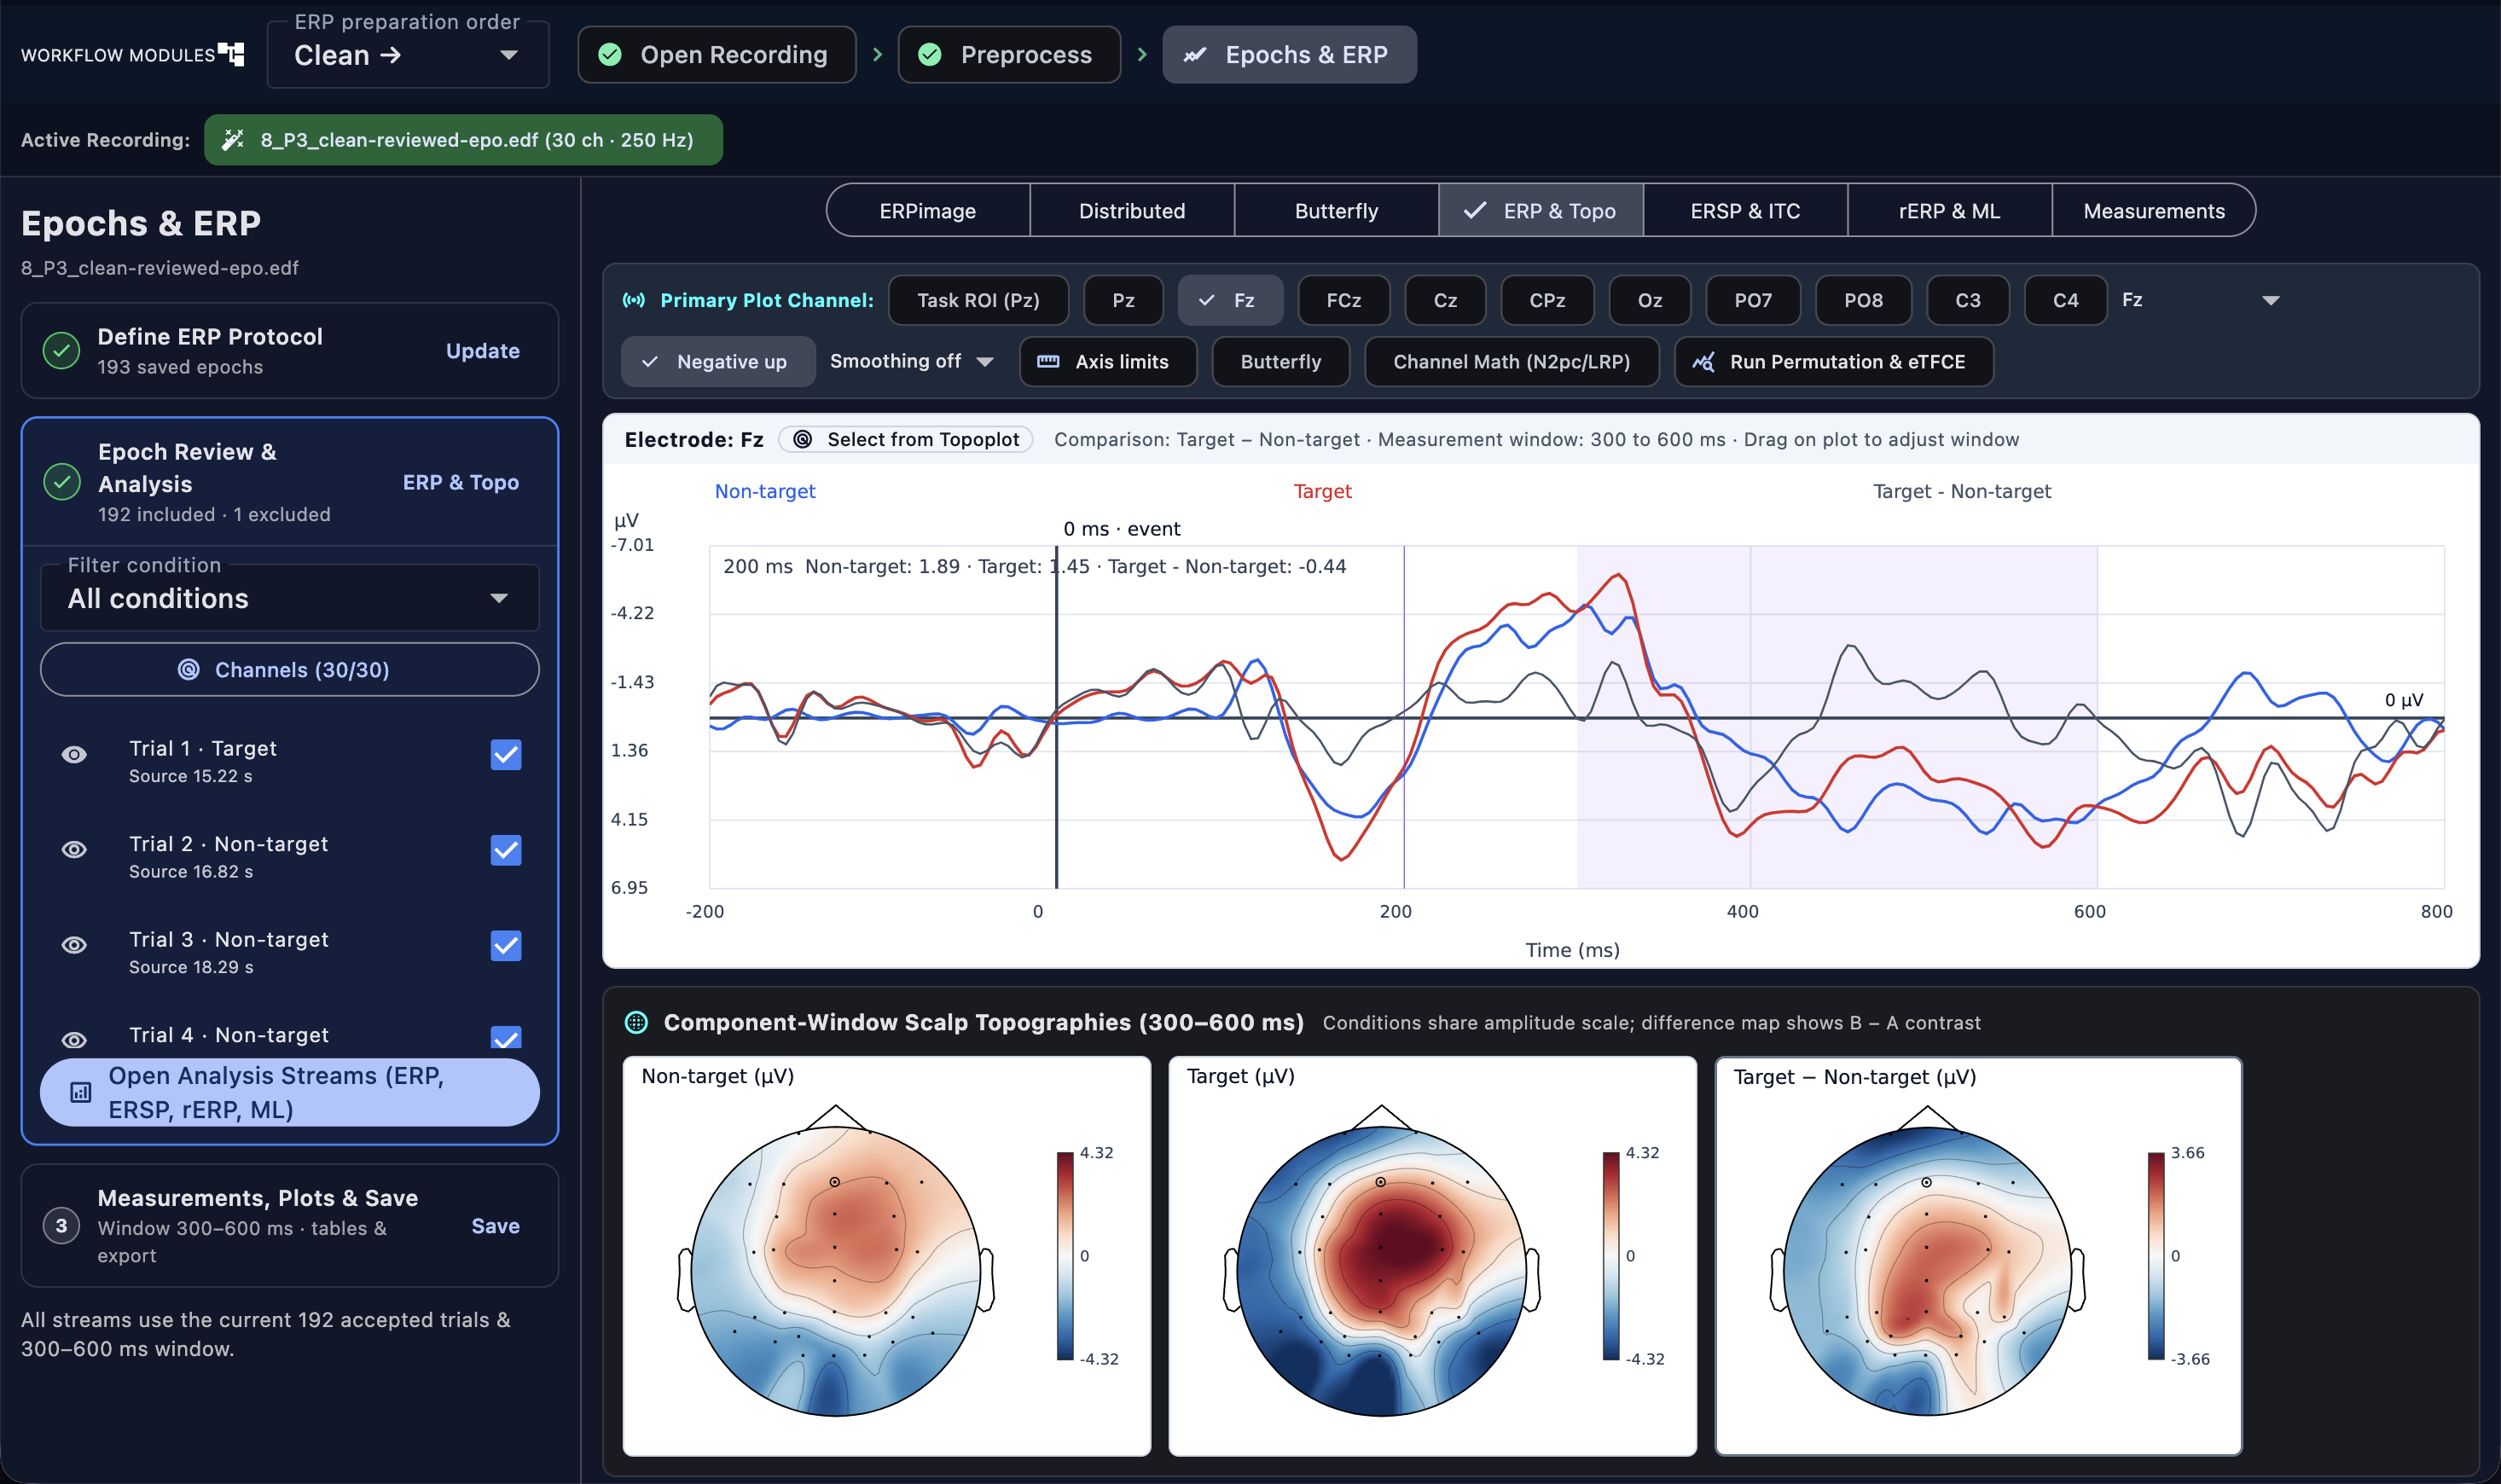 WORKFLOW MODULES
ERP preparation order
Clean →
Open Recording
Preprocess
Epochs & ERP
Active Recording:
8_P3_clean-reviewed-epo.edf (30 ch · 250 Hz)
Epochs & ERP
8_P3_clean-reviewed-epo.edf
Define ERP Protocol
193 saved epochs
Update
Epoch Review &
Analysis
192 included · 1 excluded
ERP & Topo
Filter condition
All conditions
Channels (30/30)
Trial 1 · Target
Source 15.22 s
Trial 2 · Non-target
Source 16.82 s
Trial 3 · Non-target
Source 18.29 s
Trial 4 · Non-target
Open Analysis Streams (ERP,
ERSP, rERP, ML)
3
Measurements, Plots & Save
Window 300–600 ms · tables &
export
Save
All streams use the current 192 accepted trials &
300–600 ms window.
ERPimage
Distributed
Butterfly
ERP & Topo
ERSP & ITC
rERP & ML
Measurements
Primary Plot Channel:
Task ROI (Pz)
Pz
Fz
FCz
Cz
CPz
Oz
PO7
PO8
C3
C4
Fz
Negative up
Smoothing off
Axis limits
Butterfly
Channel Math (N2pc/LRP)
Run Permutation & eTFCE
Electrode: Fz
Select from Topoplot
Comparison: Target – Non-target · Measurement window: 300 to 600 ms · Drag on plot to adjust window
Non-target
Target
Target - Non-target
µV
0 ms · event
-7.01
200 ms Non-target: 1.89 · Target: 1.45 · Target - Non-target: -0.44
-4.22
-1.43
0 µV
1.36
4.15
6.95
-200
0
200
400
600
800
Time (ms)
Component-Window Scalp Topographies (300–600 ms)
Conditions share amplitude scale; difference map shows B – A contrast
Non-target (µV)
4.32
0
-4.32
Target (µV)
4.32
0
-4.32
Target – Non-target (µV)
3.66
0
-3.66